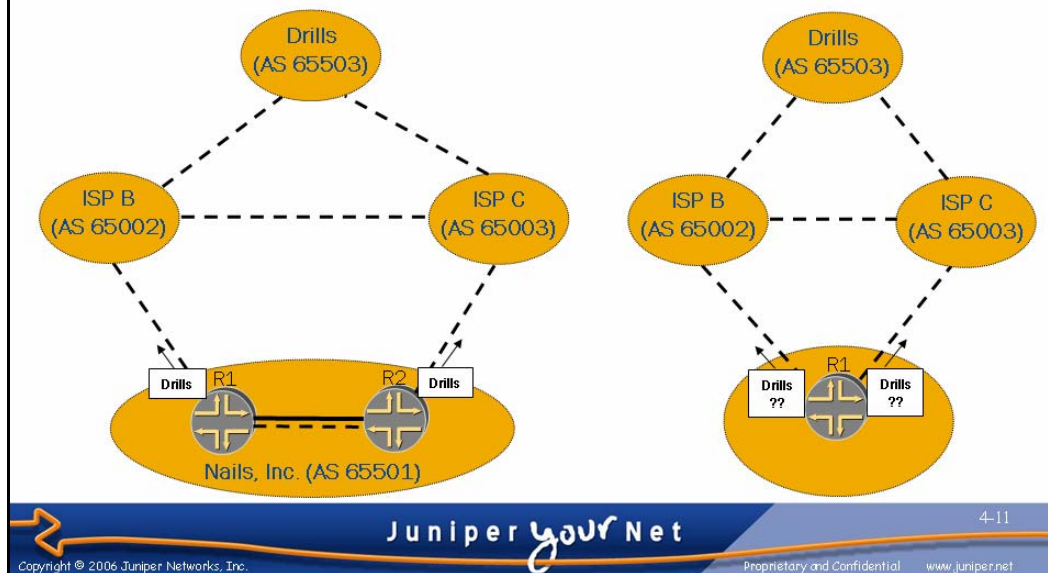 Drills
(AS 65503)
ISP B
(AS 65002)
ISP C
(AS 65003)
Drills
R1
R2
Drills
Nails, Inc. (AS 65501)
Drills
(AS 65503)
ISP B
(AS 65002)
ISP C
(AS 65003)
Drills
??
R1
Drills
??
Juniper your Net
4-11
Copyright © 2006 Juniper Networks, Inc.
Proprietary and Confidential
www.juniper.net